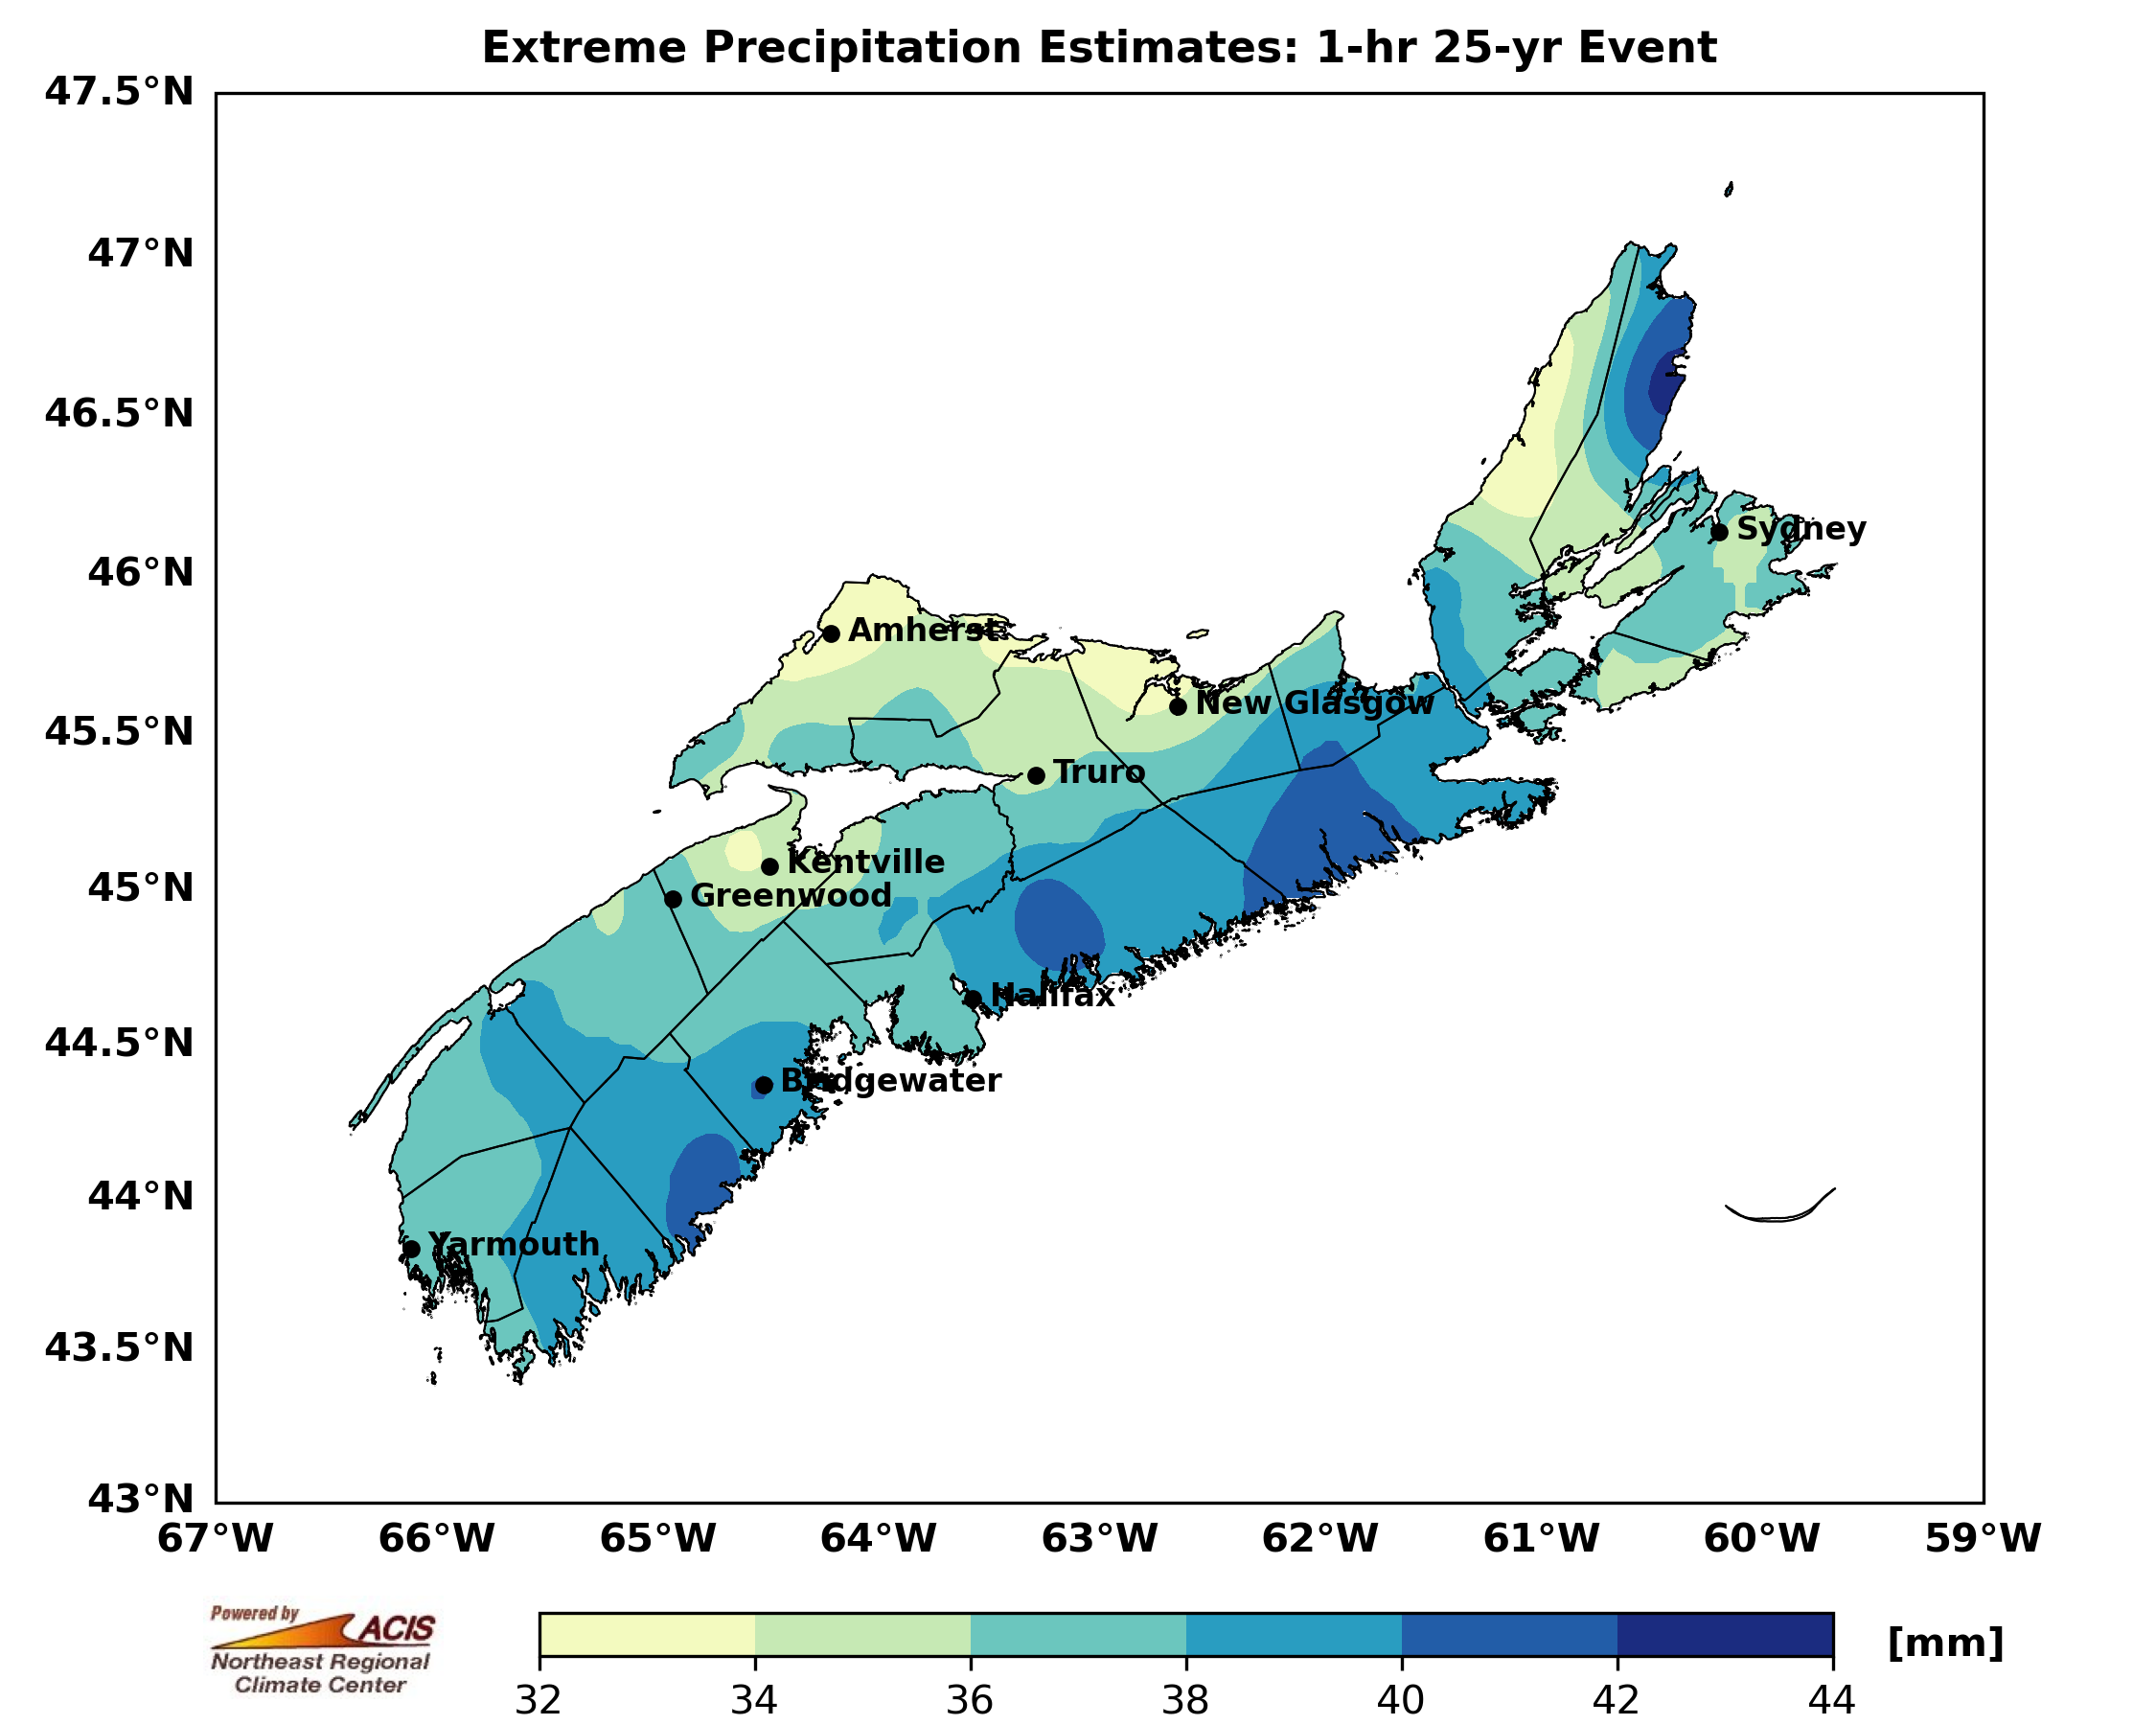 Extreme Precipitation Estimates: 1-hr 25-yr Event
47.5°N
47°N
46.5°N
46°N
45.5°N
45°N
44.5°N
44°N
43.5°N
43°N
Sydney
Amherst
New Glasgow
Truro
Kentville
Greenwood
Halifax
Bridgewater
Yarmouth
67°W 66°W 65°W 64°W 63°W 62°W 61°W 60°W 59°W
Powered by
ACIS
Northeast Regional
Climate Center
[mm]
32 34 36 38 40 42 44